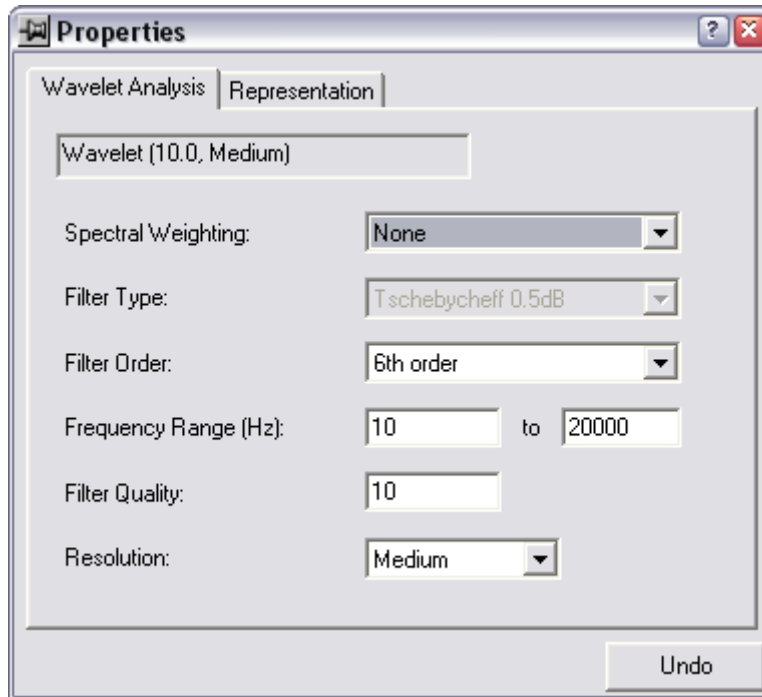 Properties
Wavelet Analysis Representation
Wavelet (10.0, Medium)
Spectral Weighting: None
Filter Type: Tschebycheff 0.5dB
Filter Order: 6th order
Frequency Range (Hz): 10 to 20000
Filter Quality: 10
Resolution: Medium
Undo